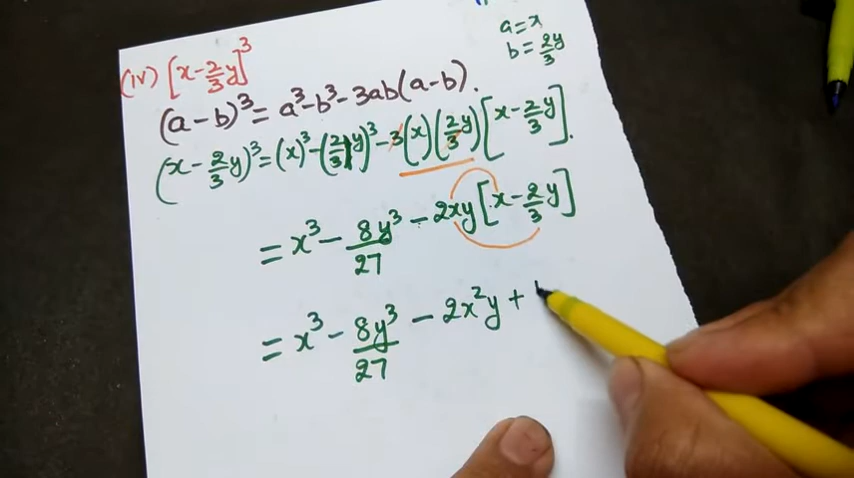 a=x
b=2/3 y
(iv) [x-2/3 y]^3
(a-b)^3 = a^3-b^3-3ab(a-b).
(x-2/3 y)^3=(x)^3-(2/3 y)^3-3(x)(2/3 y)[x-2/3 y].
= x^3 - 8y^3/27 - 2xy[x-2/3 y]
= x^3 - 8y^3/27 - 2x^2y +